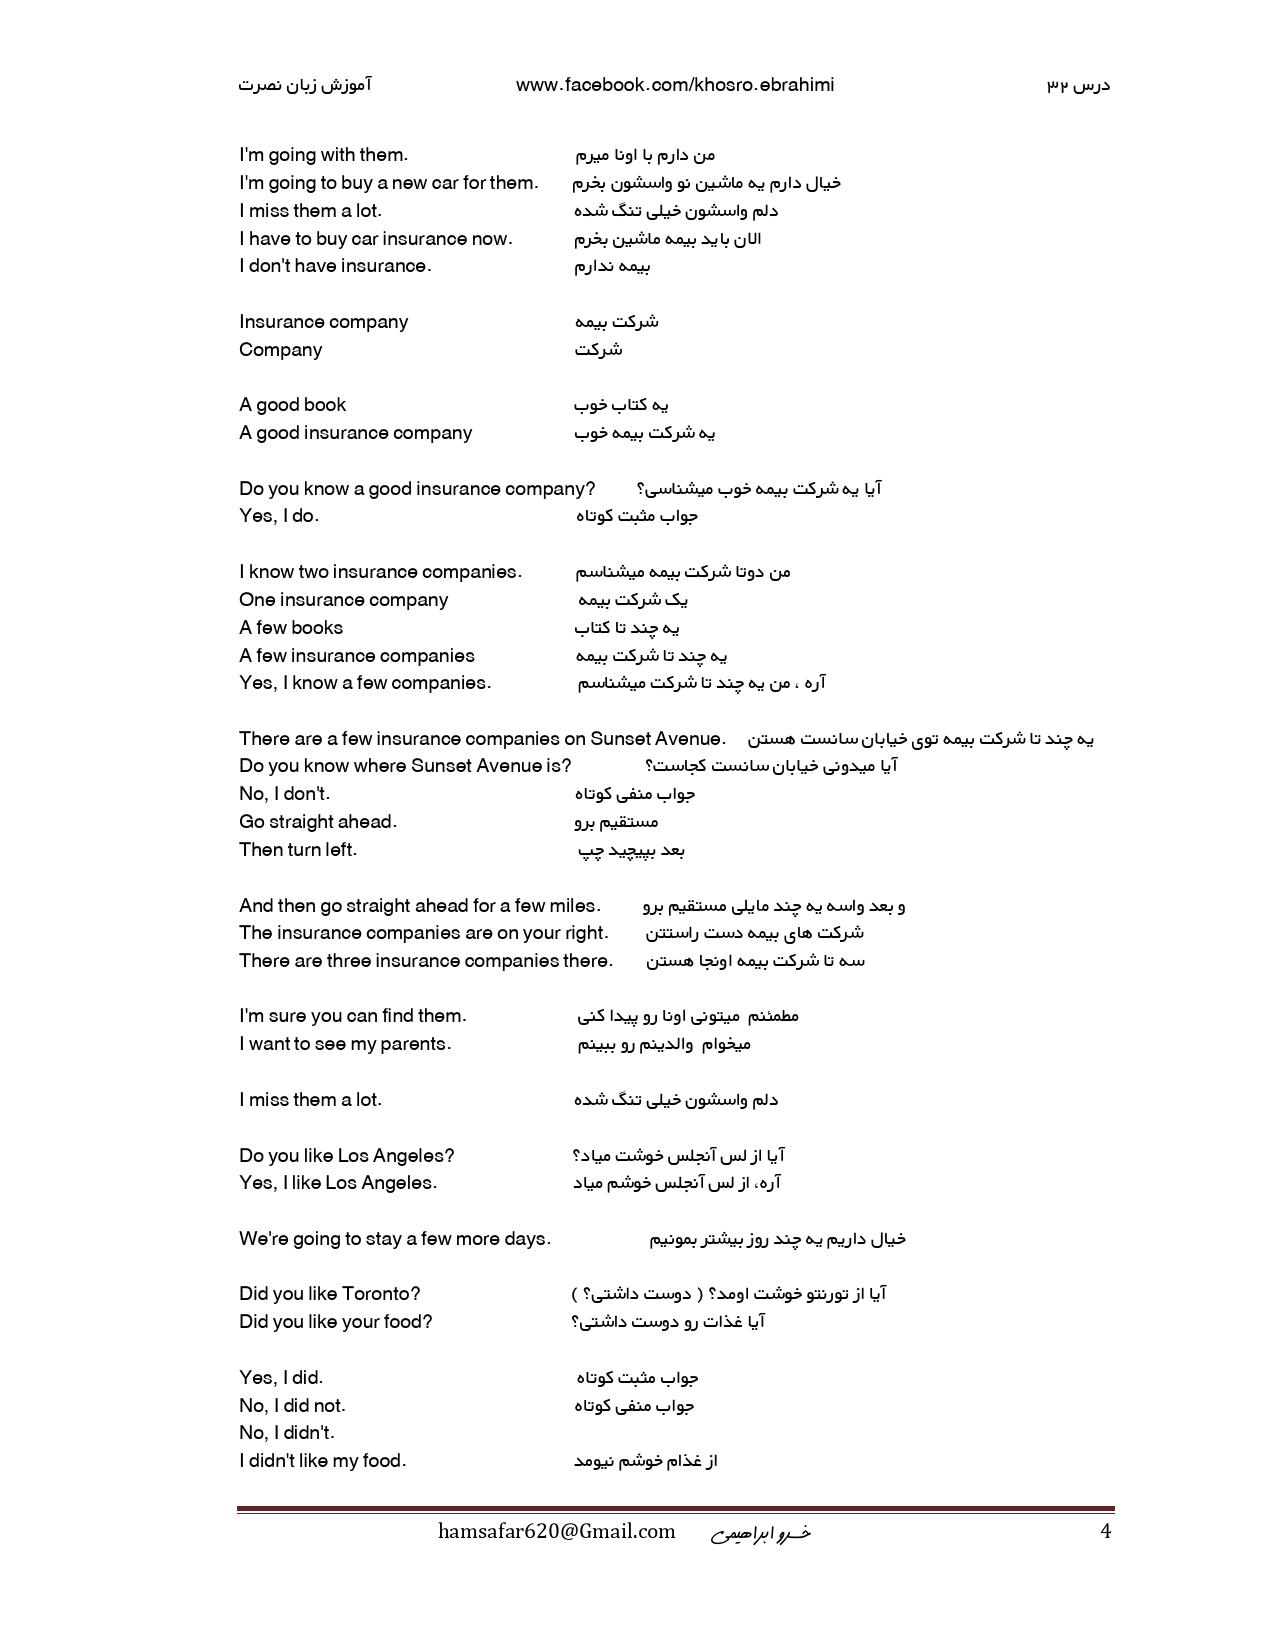 آموزش زبان نصرت www.facebook.com/khosro.ebrahimi درس ۳۲
I'm going with them. من دارم با اونا میرم
I'm going to buy a new car for them. خیال دارم یه ماشین نو واسشون بخرم
I miss them a lot. دلم واسشون خیلی تنگ شده
I have to buy car insurance now. الان باید بیمه ماشین بخرم
I don't have insurance. بیمه ندارم
Insurance company شرکت بیمه
Company شرکت
A good book یه کتاب خوب
A good insurance company یه شرکت بیمه خوب
Do you know a good insurance company? آیا یه شرکت بیمه خوب میشناسی؟
Yes, I do. جواب مثبت کوتاه
I know two insurance companies. من دوتا شرکت بیمه میشناسم
One insurance company یک شرکت بیمه
A few books یه چند تا کتاب
A few insurance companies یه چند تا شرکت بیمه
Yes, I know a few companies. آره ، من یه چند تا شرکت میشناسم
There are a few insurance companies on Sunset Avenue. یه چند تا شرکت بیمه توی خیابان سانست هستن
Do you know where Sunset Avenue is? آیا میدونی خیابان سانست کجاست؟
No, I don't. جواب منفی کوتاه
Go straight ahead. مستقیم برو
Then turn left. بعد بپیچید چپ
And then go straight ahead for a few miles. و بعد واسه یه چند مایلی مستقیم برو
The insurance companies are on your right. شرکت های بیمه دست راستتن
There are three insurance companies there. سه تا شرکت بیمه اونجا هستن
I'm sure you can find them. مطمئنم میتونی اونا رو پیدا کنی
I want to see my parents. میخوام والدینم رو ببینم
I miss them a lot. دلم واسشون خیلی تنگ شده
Do you like Los Angeles? آیا از لس آنجلس خوشت میاد؟
Yes, I like Los Angeles. آره، از لس آنجلس خوشم میاد
We're going to stay a few more days. خیال داریم یه چند روز بیشتر بمونیم
Did you like Toronto? آیا از تورنتو خوشت اومد؟ ( دوست داشتی؟ )
Did you like your food? آیا غذات رو دوست داشتی؟
Yes, I did. جواب مثبت کوتاه
No, I did not. جواب منفی کوتاه
No, I didn't.
I didn't like my food. از غذام خوشم نیومد
hamsafar620@Gmail.com خسرو ابراهیمی 4